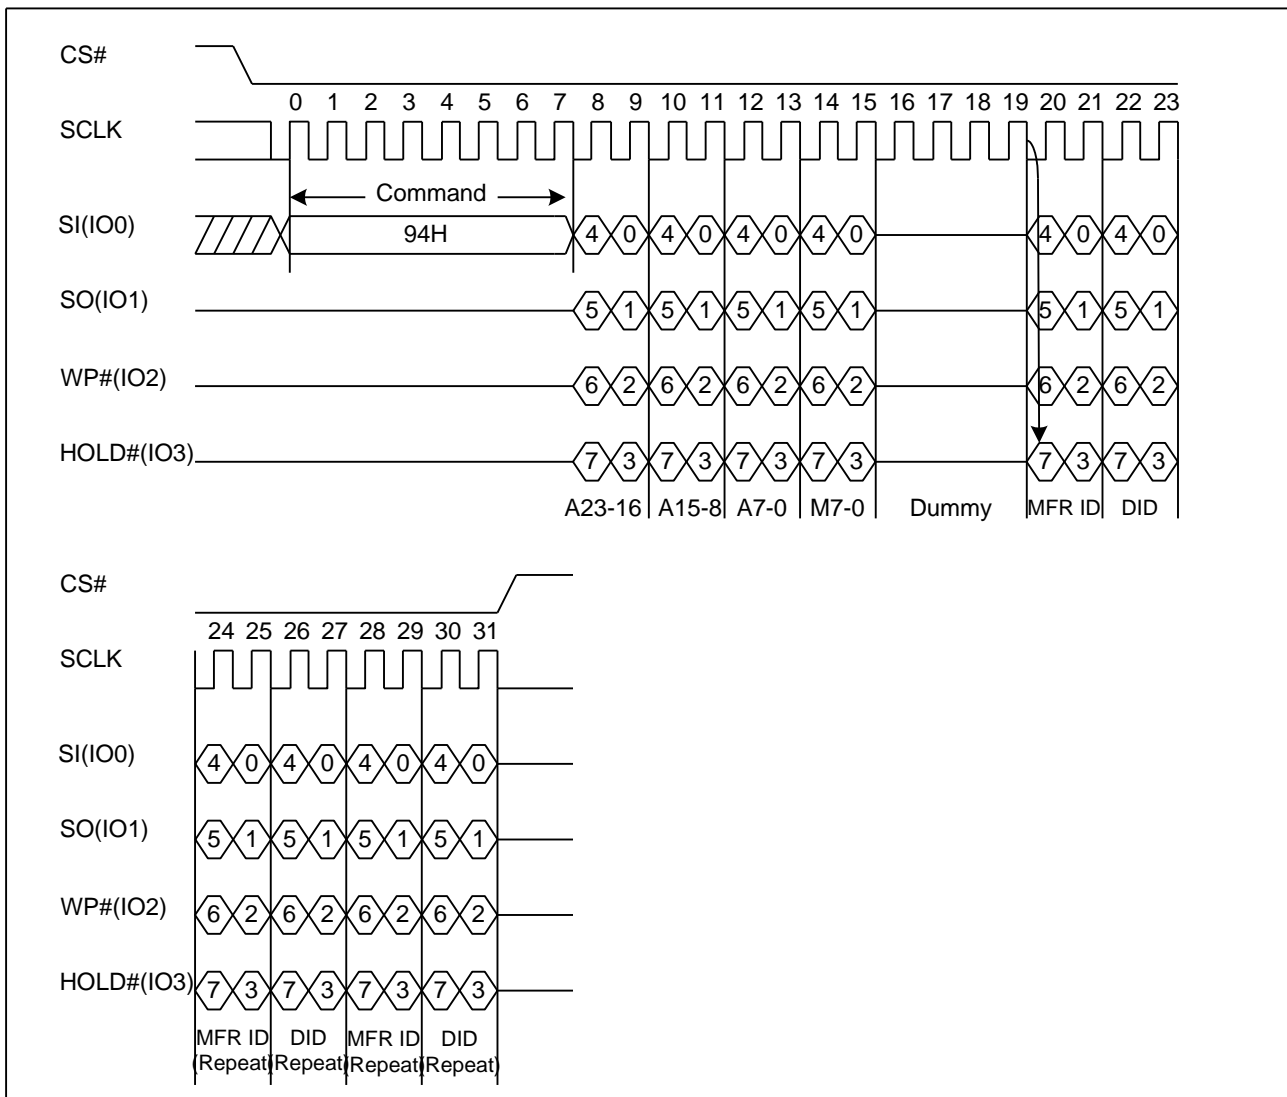 CS#
0 1 2 3 4 5 6 7 8 9 10 11 12 13 14 15 16 17 18 19 20 21 22 23
SCLK
Command
SI(IO0)
94H
4 0 4 0 4 0 4 0 4 0 4 0
SO(IO1)
5 1 5 1 5 1 5 1 5 1 5 1
WP#(IO2)
6 2 6 2 6 2 6 2 6 2 6 2
HOLD#(IO3)
7 3 7 3 7 3 7 3 7 3 7 3
A23-16 A15-8 A7-0 M7-0 Dummy MFR ID DID
CS#
24 25 26 27 28 29 30 31
SCLK
SI(IO0)
4 0 4 0 4 0 4 0
SO(IO1)
5 1 5 1 5 1 5 1
WP#(IO2)
6 2 6 2 6 2 6 2
HOLD#(IO3)
7 3 7 3 7 3 7 3
MFR ID DID MFR ID DID
(Repeat) (Repeat) (Repeat) (Repeat)